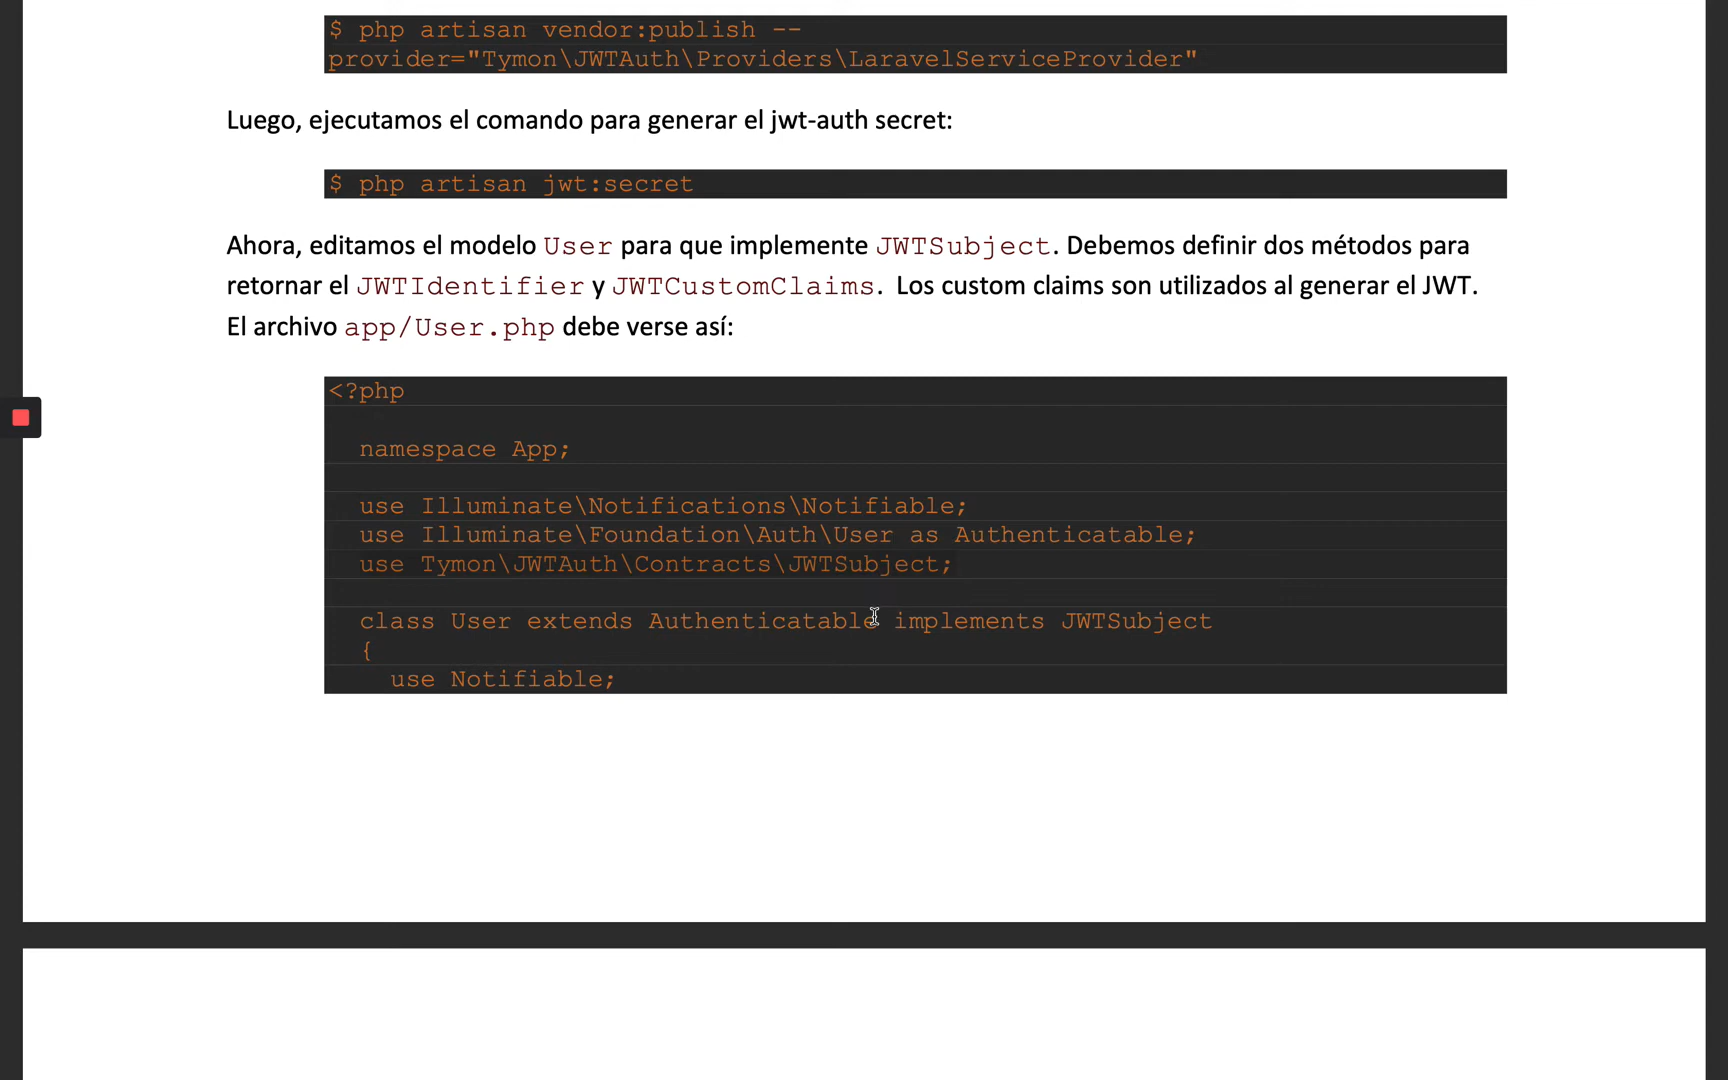 $ php artisan vendor:publish --
provider="Tymon\JWTAuth\Providers\LaravelServiceProvider"
Luego, ejecutamos el comando para generar el jwt-auth secret:
$ php artisan jwt:secret
Ahora, editamos el modelo User para que implemente JWTSubject. Debemos definir dos métodos para
retornar el JWTIdentifier y JWTCustomClaims.  Los custom claims son utilizados al generar el JWT.
El archivo app/User.php debe verse así:
<?php
namespace App;
use Illuminate\Notifications\Notifiable;
use Illuminate\Foundation\Auth\User as Authenticatable;
use Tymon\JWTAuth\Contracts\JWTSubject;
class User extends Authenticatable implements JWTSubject
{
use Notifiable;